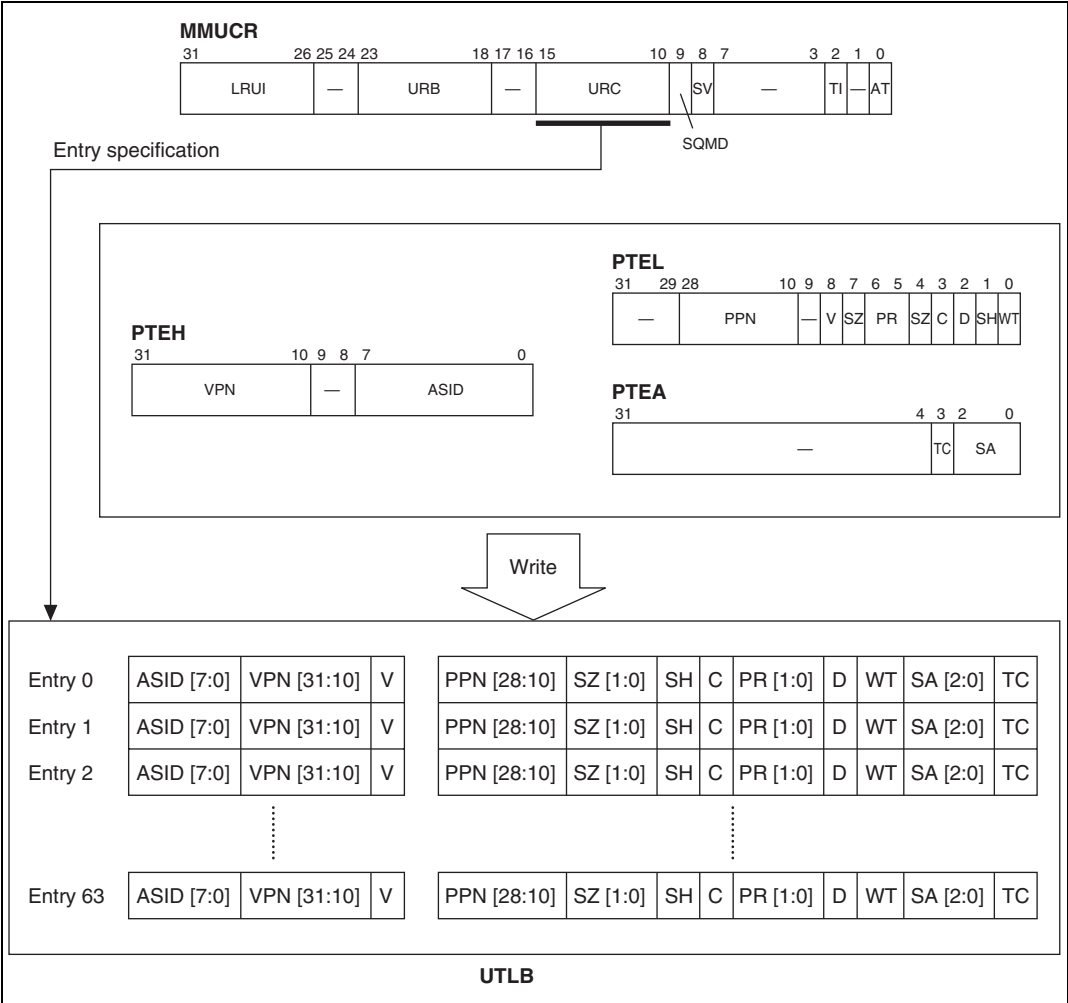 MMUCR
31 26 25 24 23 18 17 16 15 10 9 8 7 3 2 1 0
LRUI — URB — URC SV — TI — AT
SQMD
Entry specification
PTEL
31 29 28 10 9 8 7 6 5 4 3 2 1 0
— PPN — V SZ PR SZ C D SH WT
PTEH
31 10 9 8 7 0
VPN — ASID
PTEA
31 4 3 2 0
— TC SA
Write
Entry 0 ASID [7:0] VPN [31:10] V PPN [28:10] SZ [1:0] SH C PR [1:0] D WT SA [2:0] TC
Entry 1 ASID [7:0] VPN [31:10] V PPN [28:10] SZ [1:0] SH C PR [1:0] D WT SA [2:0] TC
Entry 2 ASID [7:0] VPN [31:10] V PPN [28:10] SZ [1:0] SH C PR [1:0] D WT SA [2:0] TC
Entry 63 ASID [7:0] VPN [31:10] V PPN [28:10] SZ [1:0] SH C PR [1:0] D WT SA [2:0] TC
UTLB